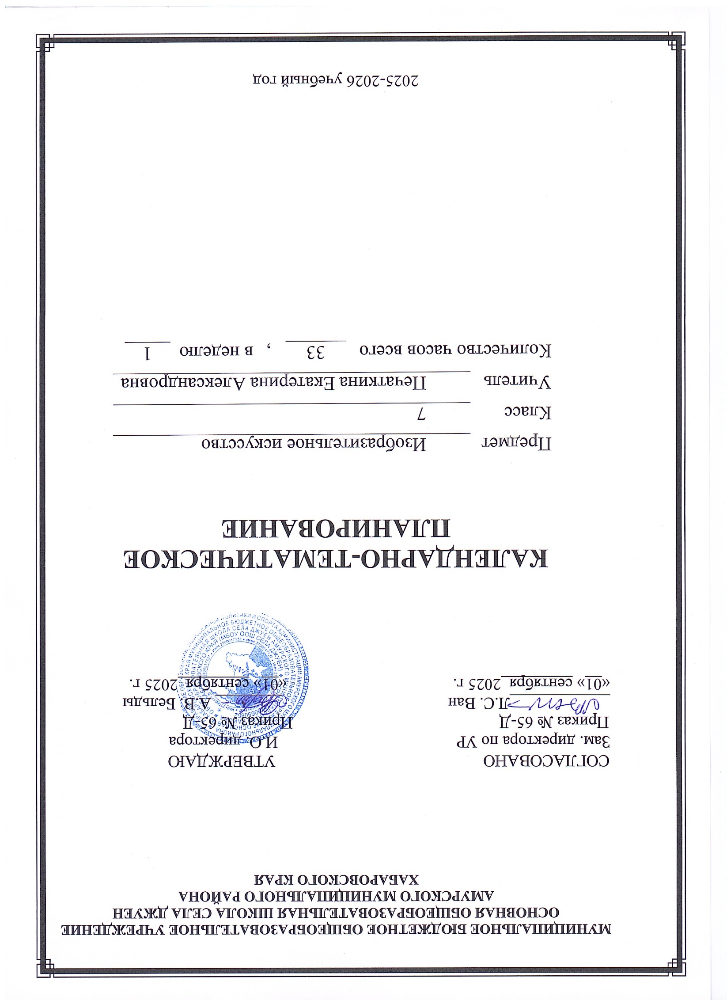 МУНИЦИПАЛЬНОЕ БЮДЖЕТНОЕ ОБЩЕОБРАЗОВАТЕЛЬНОЕ УЧРЕЖДЕНИЕ
ОСНОВНАЯ ОБЩЕОБРАЗОВАТЕЛЬНАЯ ШКОЛА СЕЛА ДЖУЕН
АМУРСКОГО МУНИЦИПАЛЬНОГО РАЙОНА
ХАБАРОВСКОГО КРАЯ
СОГЛАСОВАНО
Зам. директора по УР
Приказ № 65-Д
Л.С. Ван
«01» сентября 2025 г.
УТВЕРЖДАЮ
И.О. директора
Приказ № 65-Д
А.В. Бельды
«01» сентября 2025 г.
КАЛЕНДАРНО-ТЕМАТИЧЕСКОЕ
ПЛАНИРОВАНИЕ
Предмет Изобразительное искусство
Класс 7
Учитель Печаткина Екатерина Александровна
Количество часов всего 33 , в неделю 1
2025-2026 учебный год